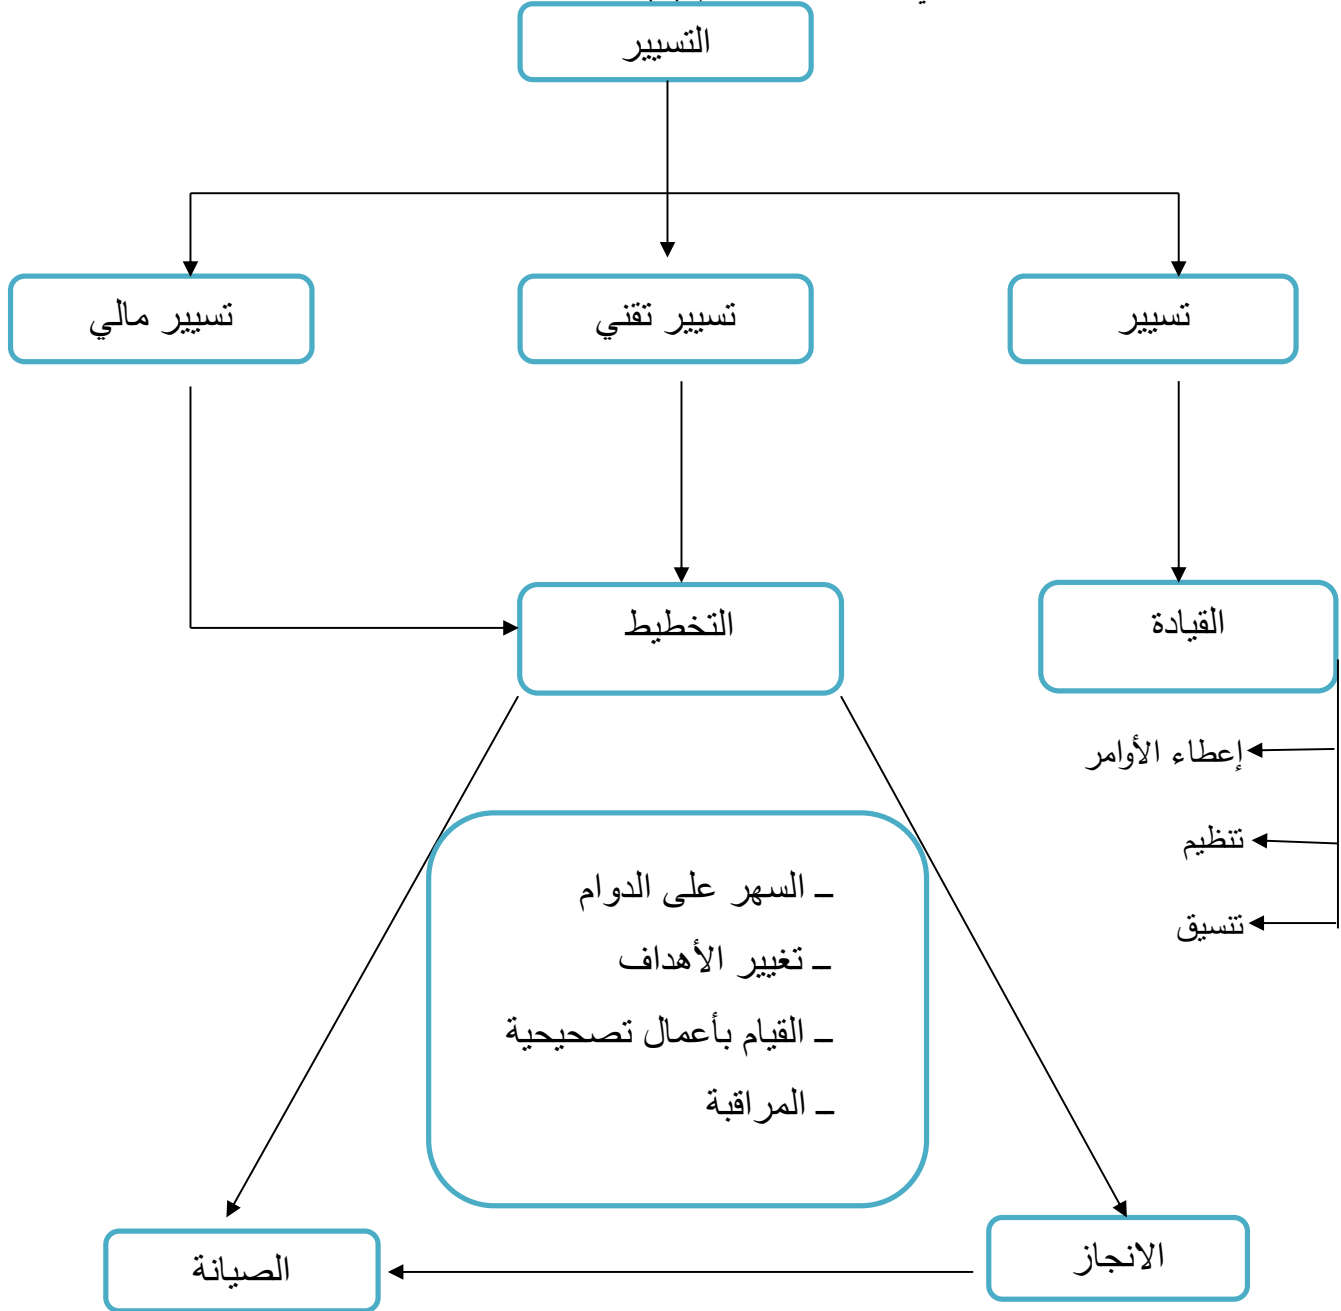 التسيير
تسيير
تسيير تقني
تسيير مالي
القيادة
التخطيط
إعطاء الأوامر
تنظيم
تنسيق
ـ السهر على الدوام
ـ تغيير الأهداف
ـ القيام بأعمال تصحيحية
ـ المراقبة
الانجاز
الصيانة